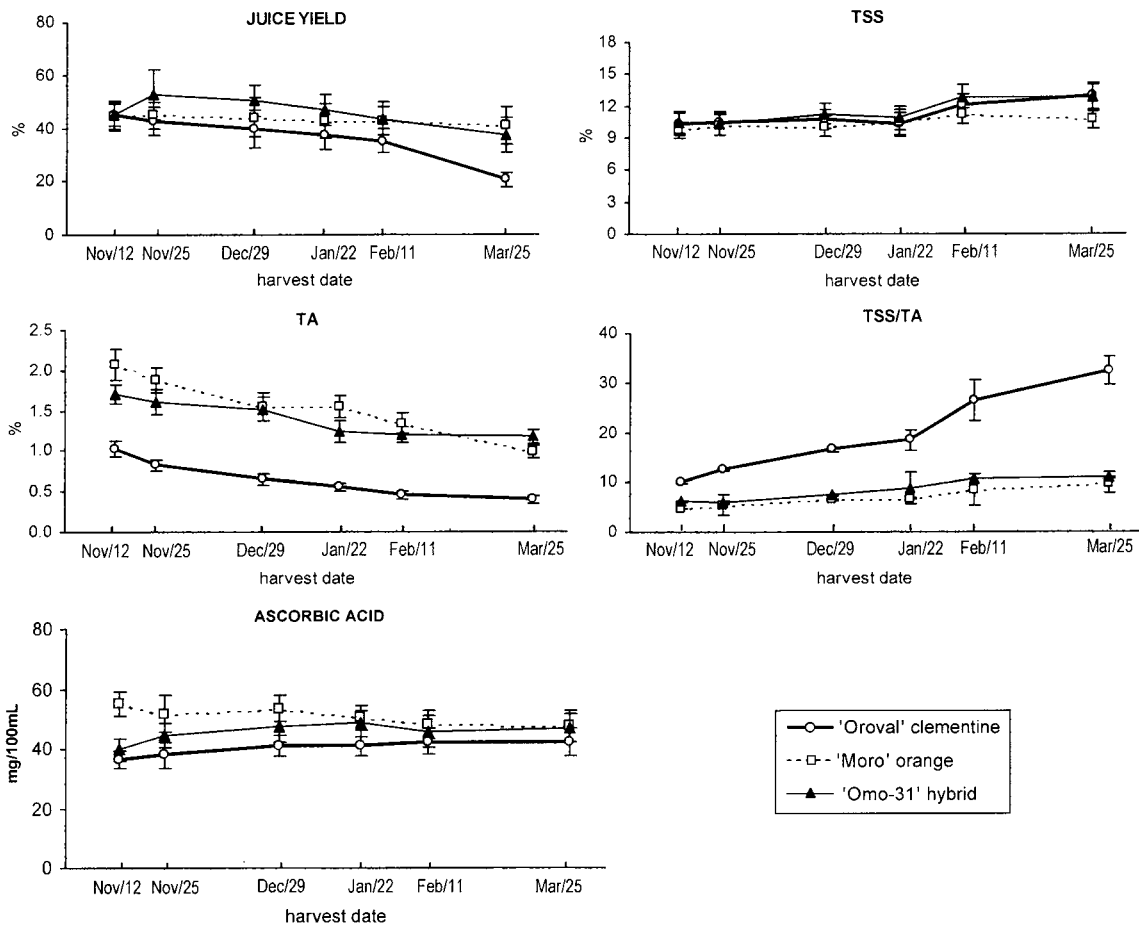 JUICE YIELD
80
60
40
20
0
%
Nov/12 Nov/25 Dec/29 Jan/22 Feb/11 Mar/25
harvest date
TSS
18
15
12
9
6
3
0
%
Nov/12 Nov/25 Dec/29 Jan/22 Feb/11 Mar/25
harvest date
TA
2.5
2.0
1.5
1.0
0.5
0.0
%
Nov/12 Nov/25 Dec/29 Jan/22 Feb/11 Mar/25
harvest date
TSS/TA
40
30
20
10
0
Nov/12 Nov/25 Dec/29 Jan/22 Feb/11 Mar/25
harvest date
ASCORBIC ACID
80
60
40
20
0
mg/100mL
Nov/12 Nov/25 Dec/29 Jan/22 Feb/11 Mar/25
harvest date
'Oroval' clementine
'Moro' orange
'Omo-31' hybrid